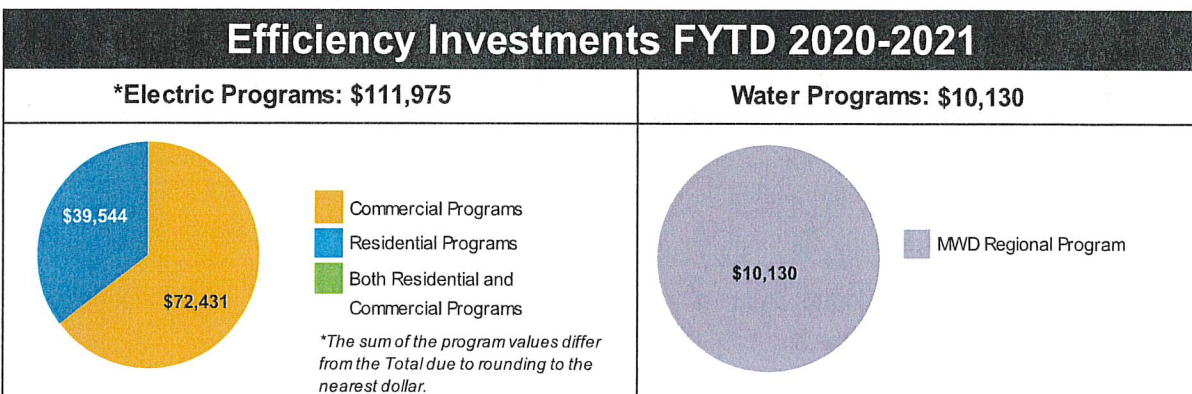 Efficiency Investments FYTD 2020-2021
*Electric Programs: $111,975
Water Programs: $10,130
$39,544
$72,431
Commercial Programs
Residential Programs
Both Residential and
Commercial Programs
*The sum of the program values differ
from the Total due to rounding to the
nearest dollar.
$10,130
MWD Regional Program